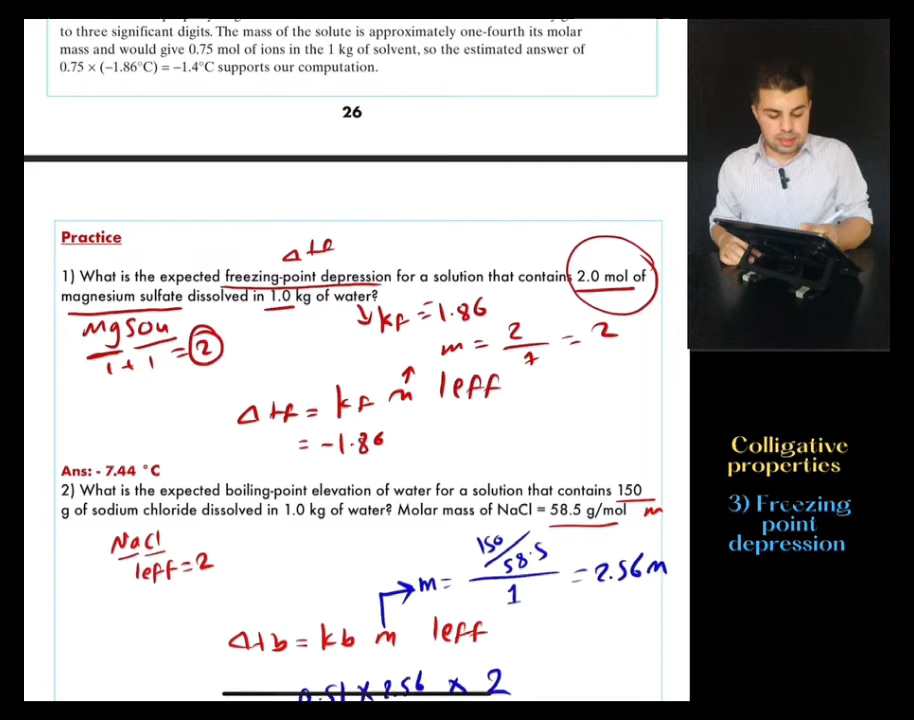 to three significant digits. The mass of the solute is approximately one-fourth its molar
mass and would give 0.75 mol of ions in the 1 kg of solvent, so the estimated answer of
0.75 × (−1.86°C) = −1.4°C supports our computation.
26
Practice
Δtf
1) What is the expected freezing-point depression for a solution that contains 2.0 mol of
magnesium sulfate dissolved in 1.0 kg of water?
kf = 1.86
MgSO4
1 + 1 = 2
m = 2/1 = 2
Δtf = kf m ieff
= -1.86
Ans: - 7.44 °C
2) What is the expected boiling-point elevation of water for a solution that contains 150
g of sodium chloride dissolved in 1.0 kg of water? Molar mass of NaCl = 58.5 g/mol m
NaCl
ieff = 2
m = 150/58.5 / 1 = 2.56m
Δtb = kb m ieff
0.51 × 2.56 × 2
Colligative
properties
3) Freezing
point
depression